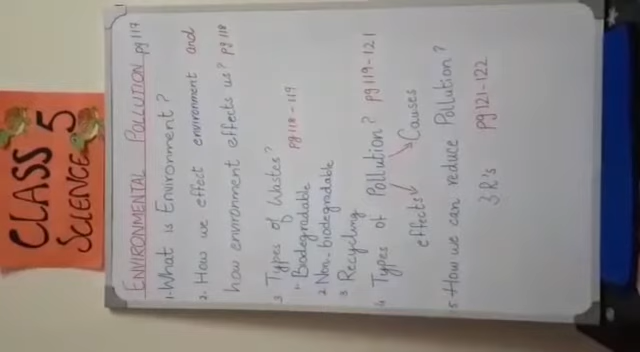 CLASS 5
SCIENCE
ENVIRONMENTAL POLLUTION pg 117
1. What is Environment?
2. How we effect environment and
how environment effects us? pg 118
3 Types of Wastes?
1. Biodegradable pg 118-119
2 Non-biodegradable
3 Recycling
4. Types of Pollution? pg 119-121
effects Causes
5. How we can reduce Pollution?
3 R's pg 121-122